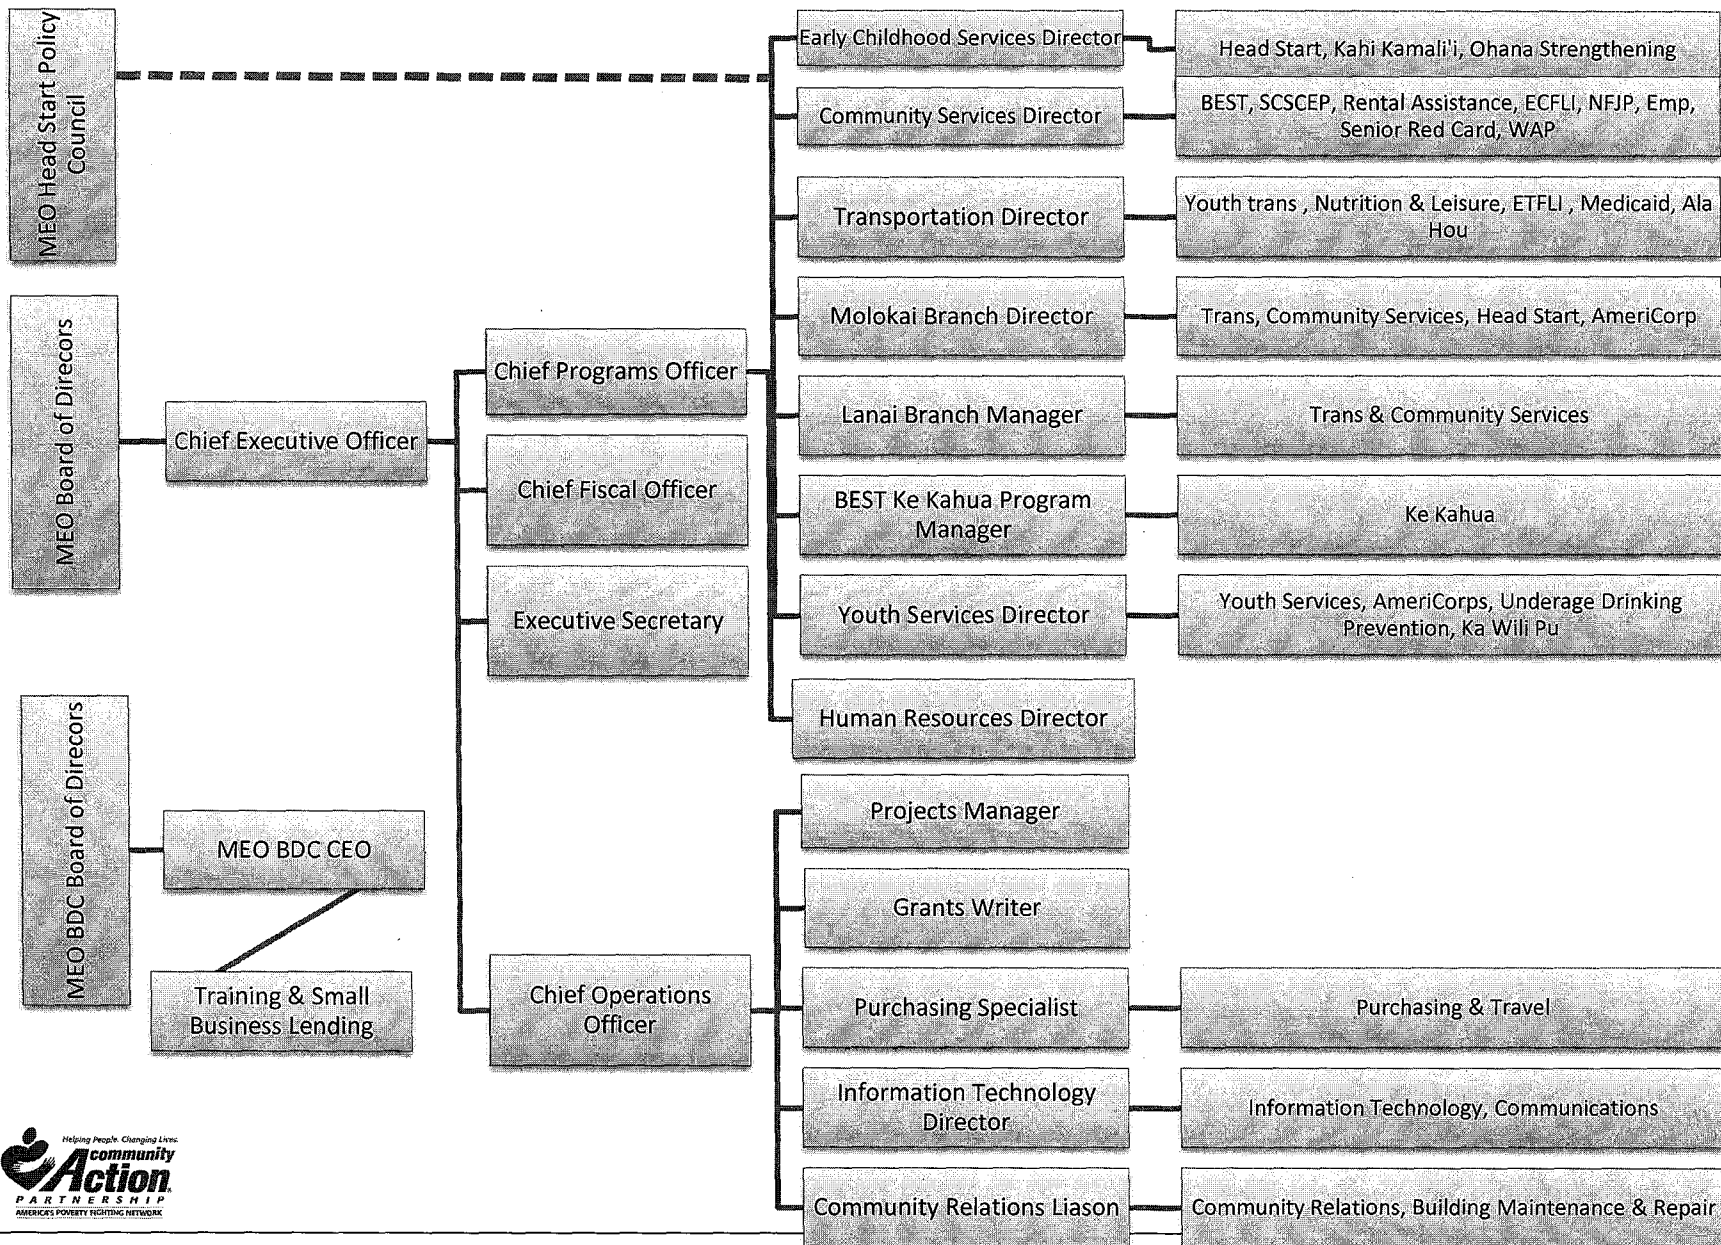 MEO Head Start Policy
Council
Early Childhood Services Director
Head Start, Kahi Kamali'i, Ohana Strengthening
Community Services Director
BEST, SCSCEP, Rental Assistance, ECFLI, NFJP, Emp,
Senior Red Card, WAP
Transportation Director
Youth trans , Nutrition & Leisure, ETFLI , Medicaid, Ala
Hou
MEO Board of Direcors
Chief Executive Officer
Chief Programs Officer
Molokai Branch Director
Trans, Community Services, Head Start, AmeriCorp
Lanai Branch Manager
Trans & Community Services
Chief Fiscal Officer
BEST Ke Kahua Program
Manager
Ke Kahua
Executive Secretary
Youth Services Director
Youth Services, AmeriCorps, Underage Drinking
Prevention, Ka Wili Pu
Human Resources Director
MEO BDC Board of Direcors
MEO BDC CEO
Training & Small
Business Lending
Chief Operations
Officer
Projects Manager
Grants Writer
Purchasing Specialist
Purchasing & Travel
Information Technology
Director
Information Technology, Communications
Community Relations Liason
Community Relations, Building Maintenance & Repair
Helping People. Changing Lives.
community
Action
PARTNERSHIP
AMERICA'S POVERTY FIGHTING NETWORK